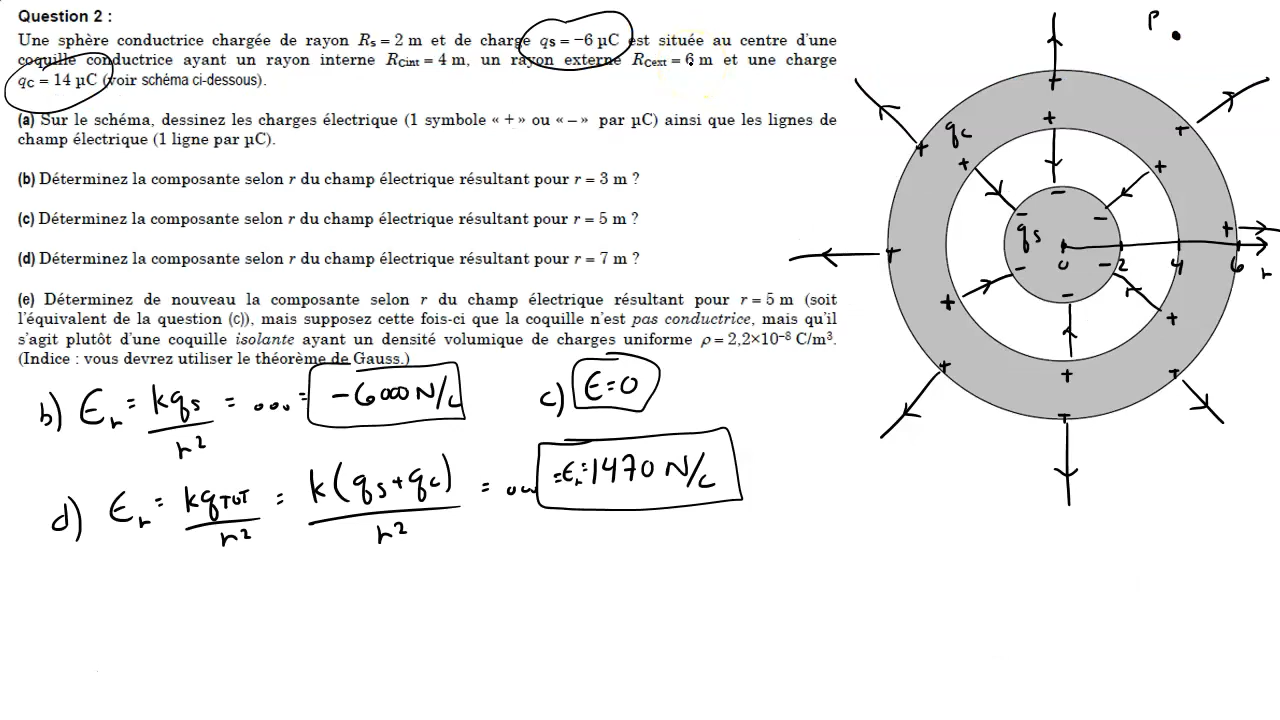 Question 2 :
Une sphère conductrice chargée de rayon Rs = 2 m et de charge qs = −6 µC est située au centre d'une
coquille conductrice ayant un rayon interne RCint = 4 m, un rayon externe RCext = 6 m et une charge
qC = 14 µC (voir schéma ci-dessous).
(a) Sur le schéma, dessinez les charges électrique (1 symbole « + » ou « – » par µC) ainsi que les lignes de
champ électrique (1 ligne par µC).
(b) Déterminez la composante selon r du champ électrique résultant pour r = 3 m ?
(c) Déterminez la composante selon r du champ électrique résultant pour r = 5 m ?
(d) Déterminez la composante selon r du champ électrique résultant pour r = 7 m ?
(e) Déterminez de nouveau la composante selon r du champ électrique résultant pour r = 5 m (soit
l'équivalent de la question (c)), mais supposez cette fois-ci que la coquille n'est pas conductrice, mais qu'il
s'agit plutôt d'une coquille isolante ayant un densité volumique de charges uniforme ρ = 2,2×10⁻⁸ C/m³.
(Indice : vous devrez utiliser le théorème de Gauss.)
b) Er = kqs/r² = ... = −6000 N/C
c) E=0
d) Er = kqTOT/r² = k(qs+qc)/r² = ... =Er=1470 N/C
P
qc
qs
0 2 4 6 r